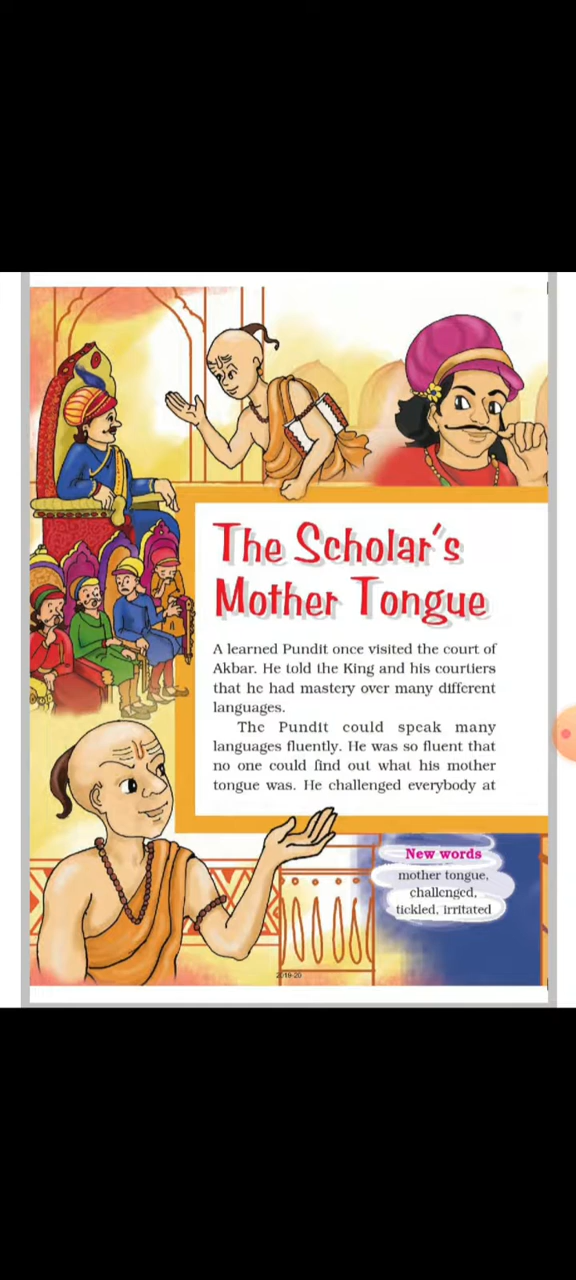 The Scholar's
Mother Tongue
A learned Pundit once visited the court of
Akbar. He told the King and his courtiers
that he had mastery over many different
languages.
The Pundit could speak many
languages fluently. He was so fluent that
no one could find out what his mother
tongue was. He challenged everybody at
New words
mother tongue,
challenged,
tickled, irritated
2019-20